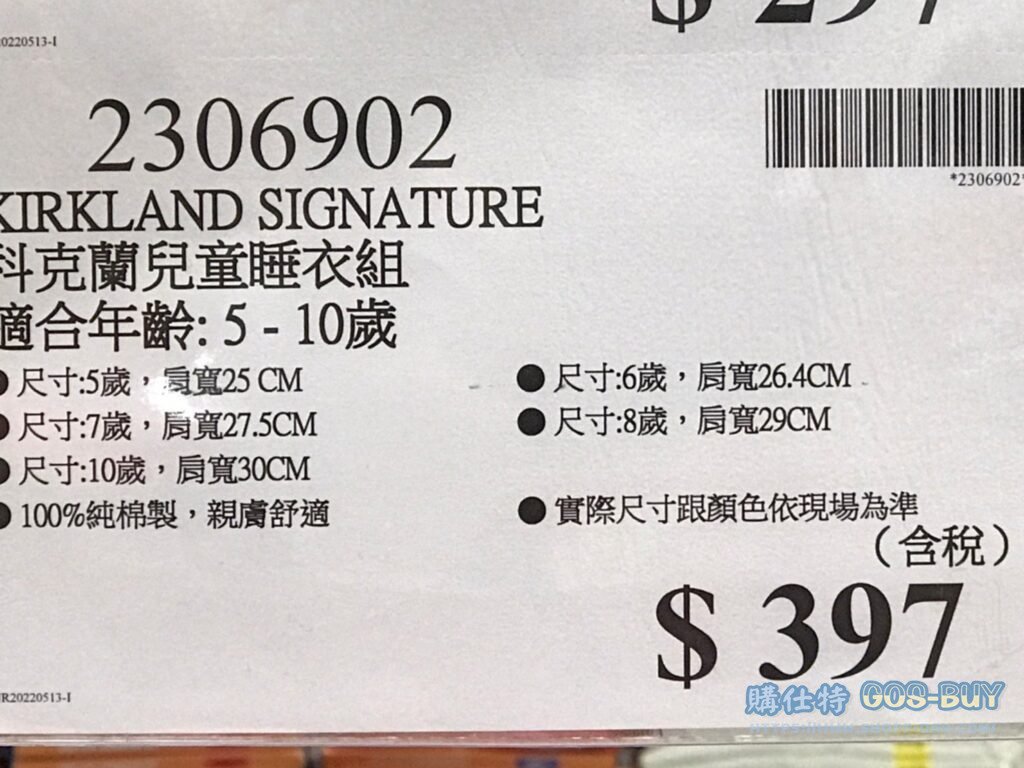 $ 297
20220513-I
2306902
*2306902*
KIRKLAND SIGNATURE
科克蘭兒童睡衣組
適合年齡: 5 - 10歲
● 尺寸:5歲，肩寬25 CM
● 尺寸:6歲，肩寬26.4CM
● 尺寸:7歲，肩寬27.5CM
● 尺寸:8歲，肩寬29CM
● 尺寸:10歲，肩寬30CM
● 100%純棉製，親膚舒適
● 實際尺寸跟顏色依現場為準
（含稅）
$ 397
R20220513-I
購仕特 GOS-BUY